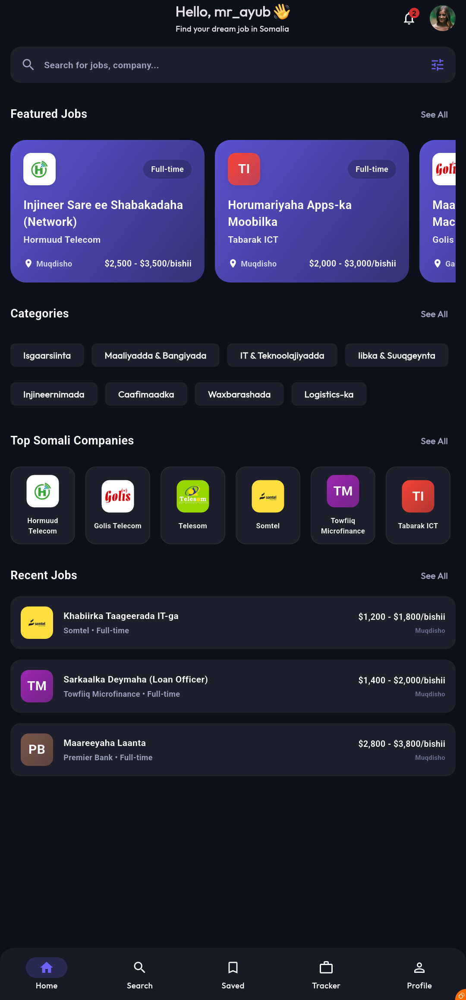 Hello, mr_ayub 👋
Find your dream job in Somalia
2
Search for jobs, company...
Featured Jobs
See All
Full-time
Injineer Sare ee Shabakadaha
(Network)
Hormuud Telecom
Muqdisho
$2,500 - $3,500/bishii
TI
Full-time
Horumariyaha Apps-ka
Moobilka
Tabarak ICT
Muqdisho
$2,000 - $3,000/bishii
Goli
Maa
Mac
Golis
Ga
Categories
See All
Isgaarsiinta
Maaliyadda & Bangiyada
IT & Teknoolajiyadda
Iibka & Suuqgeynta
Injineernimada
Caafimaadka
Waxbarashada
Logistics-ka
Top Somali Companies
See All
Hormuud
Telecom
Golis
Golis Telecom
Telesom
Telesom
somtel
Somtel
TM
Towfiiq
Microfinance
TI
Tabarak ICT
Recent Jobs
See All
somtel
Khabiirka Taageerada IT-ga
Somtel • Full-time
$1,200 - $1,800/bishii
Muqdisho
TM
Sarkaalka Deymaha (Loan Officer)
Towfiiq Microfinance • Full-time
$1,400 - $2,000/bishii
Muqdisho
PB
Maareeyaha Laanta
Premier Bank • Full-time
$2,800 - $3,800/bishii
Muqdisho
Home
Search
Saved
Tracker
Profile